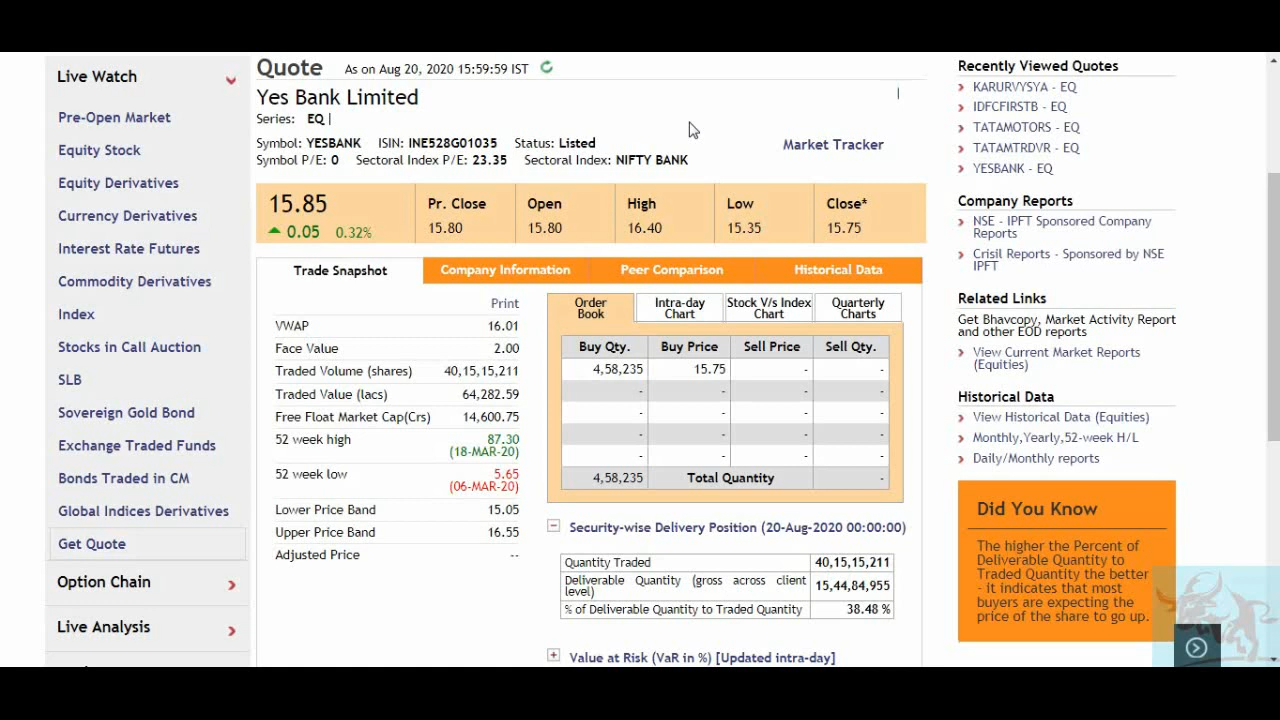 Live Watch
Pre-Open Market
Equity Stock
Equity Derivatives
Currency Derivatives
Interest Rate Futures
Commodity Derivatives
Index
Stocks in Call Auction
SLB
Sovereign Gold Bond
Exchange Traded Funds
Bonds Traded in CM
Global Indices Derivatives
Get Quote
Option Chain
Live Analysis
Quote As on Aug 20, 2020 15:59:59 IST
Yes Bank Limited
Series: EQ |
Symbol: YESBANK ISIN: INE528G01035 Status: Listed
Symbol P/E: 0 Sectoral Index P/E: 23.35 Sectoral Index: NIFTY BANK
Market Tracker
15.85
0.05 0.32%
Pr. Close Open High Low Close*
15.80 15.80 16.40 15.35 15.75
Trade Snapshot Company Information Peer Comparison Historical Data
Print
VWAP 16.01
Face Value 2.00
Traded Volume (shares) 40,15,15,211
Traded Value (lacs) 64,282.59
Free Float Market Cap(Crs) 14,600.75
52 week high 87.30
(18-MAR-20)
52 week low 5.65
(06-MAR-20)
Lower Price Band 15.05
Upper Price Band 16.55
Adjusted Price --
Order Intra-day Stock V/s Index Quarterly
Book Chart Chart Charts
Buy Qty. Buy Price Sell Price Sell Qty.
4,58,235 15.75 - -
- - - -
- - - -
- - - -
- - - -
4,58,235 Total Quantity -
Security-wise Delivery Position (20-Aug-2020 00:00:00)
Quantity Traded 40,15,15,211
Deliverable Quantity (gross across client
level) 15,44,84,955
% of Deliverable Quantity to Traded Quantity 38.48 %
Value at Risk (VaR in %) [Updated intra-day]
Recently Viewed Quotes
KARURVYSYA - EQ
IDFCFIRSTB - EQ
TATAMOTORS - EQ
TATAMTRDVR - EQ
YESBANK - EQ
Company Reports
NSE - IPFT Sponsored Company
Reports
Crisil Reports - Sponsored by NSE
IPFT
Related Links
Get Bhavcopy, Market Activity Report
and other EOD reports
View Current Market Reports
(Equities)
Historical Data
View Historical Data (Equities)
Monthly,Yearly,52-week H/L
Daily/Monthly reports
Did You Know
The higher the Percent of
Deliverable Quantity to
Traded Quantity the better
- it indicates that most
buyers are expecting the
price of the share to go up.